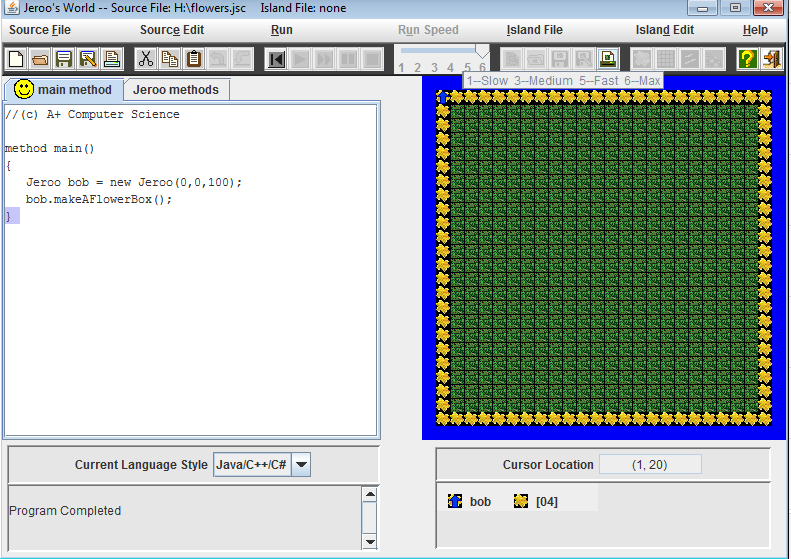 Jeroo's World -- Source File: H:\flowers.jsc     Island File: none
Source File Source Edit Run Run Speed Island File Island Edit Help
1 2 3 4 5 6
1--Slow 3--Medium 5--Fast 6--Max
main method Jeroo methods
//(c) A+ Computer Science
method main()
{
   Jeroo bob = new Jeroo(0,0,100);
   bob.makeAFlowerBox();
}
Current Language Style Java/C++/C#
Cursor Location (1, 20)
Program Completed
bob [04]